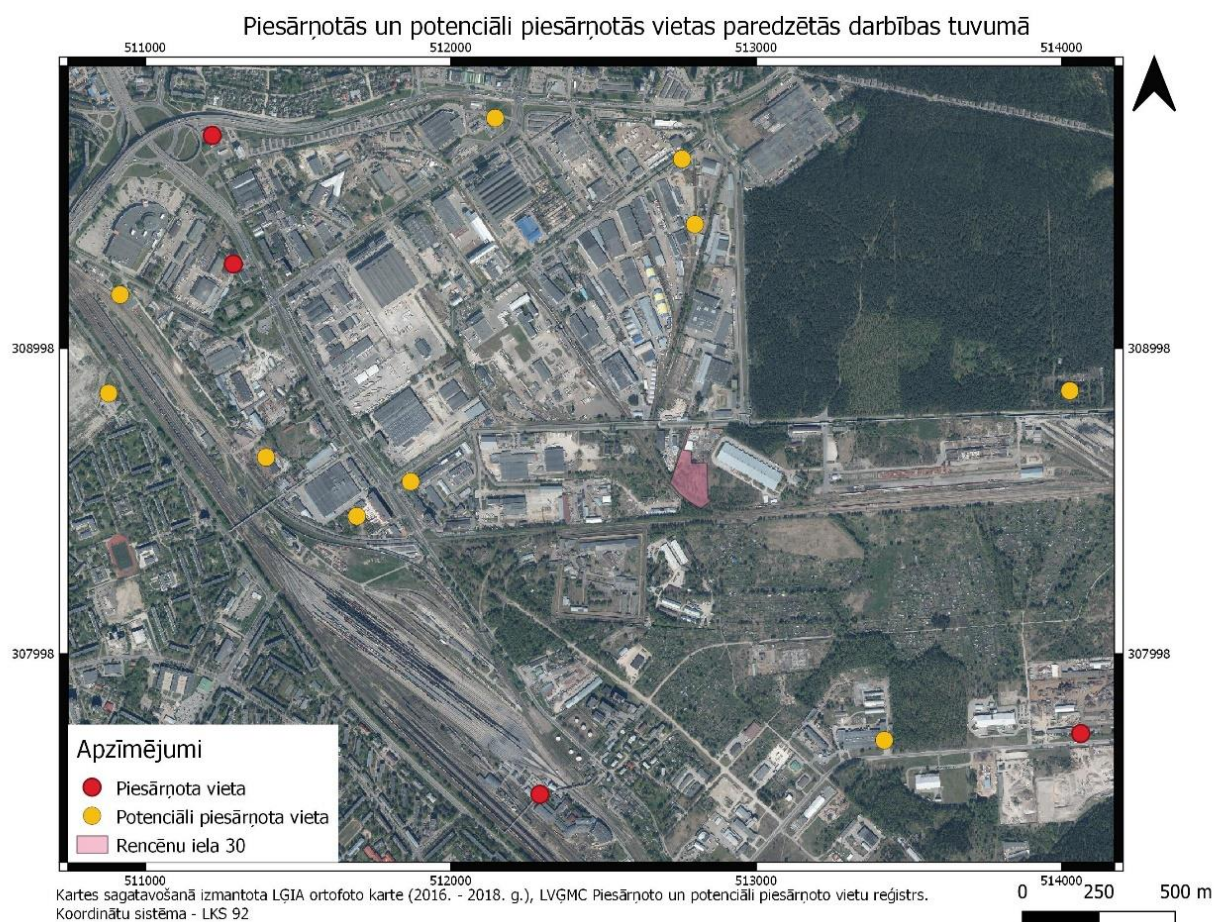 Piesārņotās un potenciāli piesārņotās vietas paredzētās darbības tuvumā
511000 512000 513000 514000
308998 308998
307998 307998
Apzīmējumi
Piesārņota vieta
Potenciāli piesārņota vieta
Rencēnu iela 30
511000 512000 513000 514000
Kartes sagatavošanā izmantota LĢIA ortofoto karte (2016. - 2018. g.), LVĢMC Piesārņoto un potenciāli piesārņoto vietu reģistrs.
Koordinātu sistēma - LKS 92
0 250 500 m